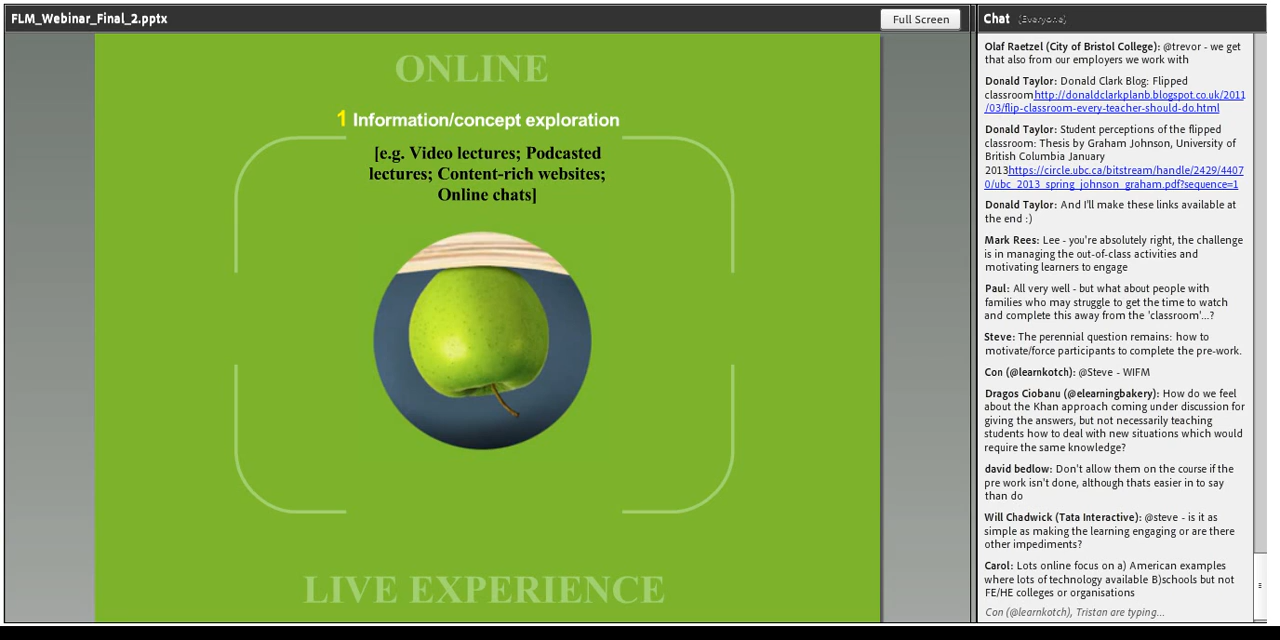 FLM_Webinar_Final_2.pptx
Full Screen
ONLINE
1 Information/concept exploration
[e.g. Video lectures; Podcasted
lectures; Content-rich websites;
Online chats]
LIVE EXPERIENCE
Chat (Everyone)
Olaf Raetzel (City of Bristol College): @trevor - we get
that also from our employers we work with
Donald Taylor: Donald Clark Blog: Flipped
classroomhttp://donaldclarkplanb.blogspot.co.uk/2011
/03/flip-classroom-every-teacher-should-do.html
Donald Taylor: Student perceptions of the flipped
classroom: Thesis by Graham Johnson, University of
British Columbia January
2013https://circle.ubc.ca/bitstream/handle/2429/4407
0/ubc_2013_spring_johnson_graham.pdf?sequence=1
Donald Taylor: And I'll make these links available at
the end :)
Mark Rees: Lee - you're absolutely right, the challenge
is in managing the out-of-class activities and
motivating learners to engage
Paul: All very well - but what about people with
families who may struggle to get the time to watch
and complete this away from the 'classroom'...?
Steve: The perennial question remains: how to
motivate/force participants to complete the pre-work.
Con (@learnkotch): @Steve - WIFM
Dragos Ciobanu (@elearningbakery): How do we feel
about the Khan approach coming under discussion for
giving the answers, but not necessarily teaching
students how to deal with new situations which would
require the same knowledge?
david bedlow: Don't allow them on the course if the
pre work isn't done, although thats easier in to say
than do
Will Chadwick (Tata Interactive): @steve - is it as
simple as making the learning engaging or are there
other impediments?
Carol: Lots online focus on a) American examples
where lots of technology available B)schools but not
FE/HE colleges or organisations
Con (@learnkotch), Tristan are typing...